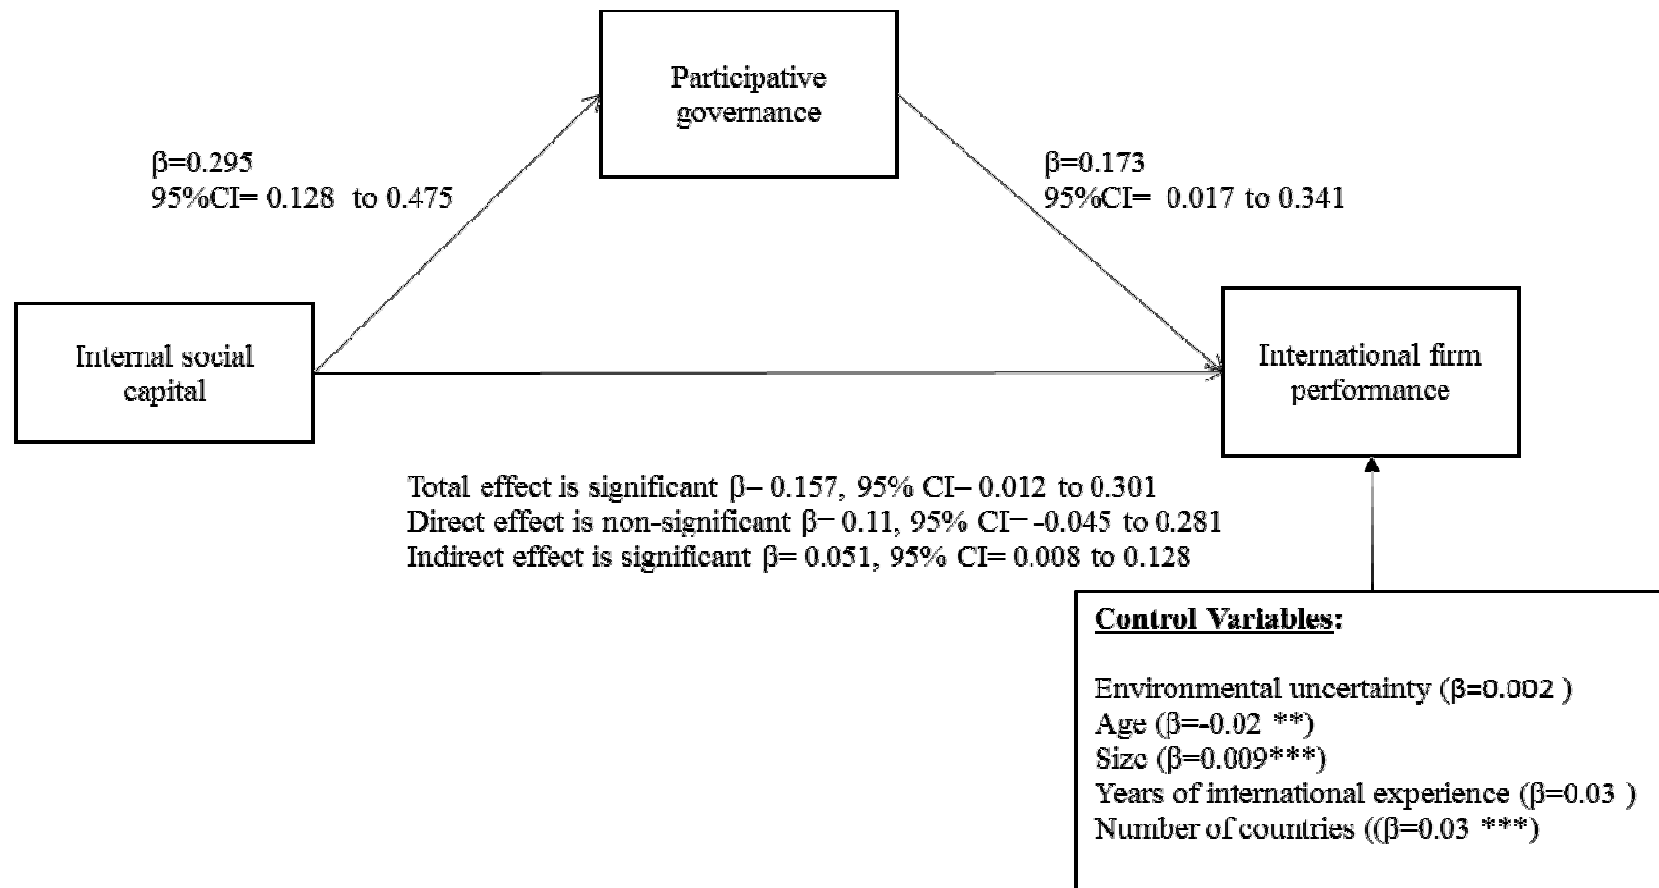 Participative
governance
β=0.295
95%CI= 0.128 to 0.475
β=0.173
95%CI= 0.017 to 0.341
Internal social
capital
International firm
performance
Total effect is significant β= 0.157, 95% CI= 0.012 to 0.301
Direct effect is non-significant β= 0.11, 95% CI= -0.045 to 0.281
Indirect effect is significant β= 0.051, 95% CI= 0.008 to 0.128
Control Variables:
Environmental uncertainty (β=0.002 )
Age (β=-0.02 **)
Size (β=0.009***)
Years of international experience (β=0.03 )
Number of countries ((β=0.03 ***)